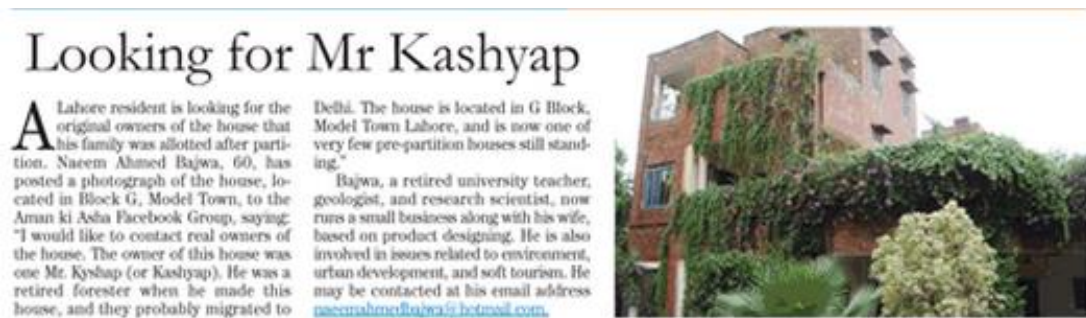 Looking for Mr Kashyap
A Lahore resident is looking for the
original owners of the house that
his family was allotted after parti-
tion. Naeem Ahmed Bajwa, 60, has
posted a photograph of the house, lo-
cated in Block G, Model Town, to the
Aman ki Asha Facebook Group, saying:
"I would like to contact real owners of
the house. The owner of this house was
one Mr. Kyshap (or Kashyap). He was a
retired forester when he made this
house, and they probably migrated to
Delhi. The house is located in G Block,
Model Town Lahore, and is now one of
very few pre-partition houses still stand-
ing."
Bajwa, a retired university teacher,
geologist, and research scientist, now
runs a small business along with his wife,
based on product designing. He is also
involved in issues related to environment,
urban development, and soft tourism. He
may be contacted at his email address
naeemahmedbajwa@hotmail.com.